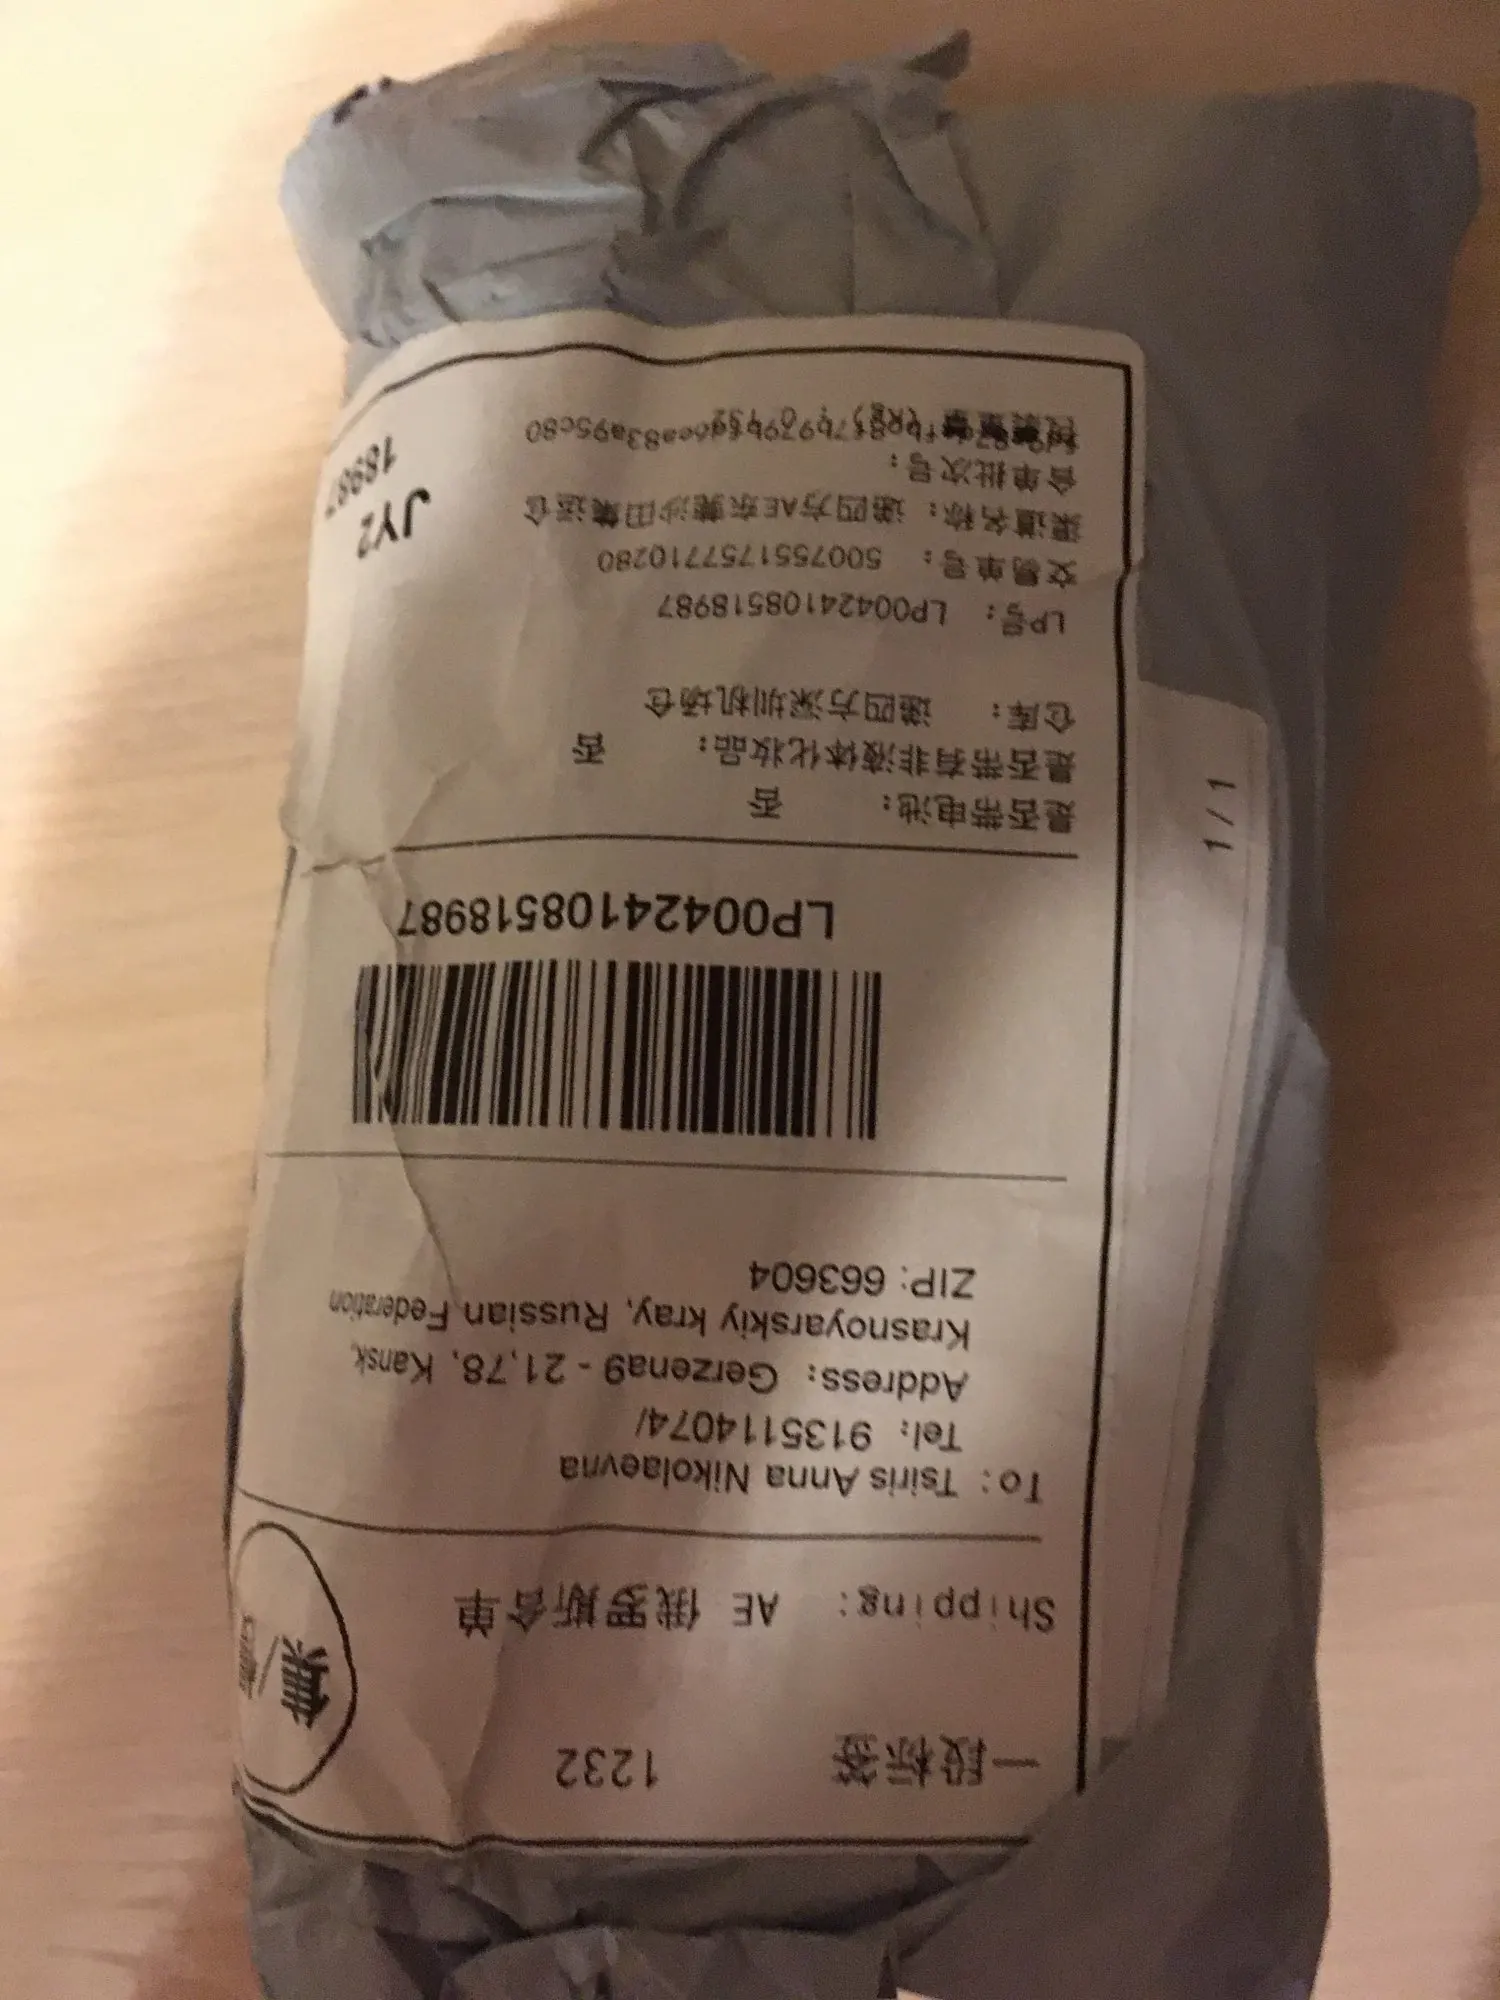 一段标签 1232
集
Shipping: AE 俄罗斯合单
To: Tsiris Anna Nikolaevna
Tel: 9135114074/
Address: Gerzena9 - 21,78, Kansk,
Krasnoyarskiy kray, Russian Federation
ZIP: 663604
LP00424108518987
是否带电池: 否
是否带有非液体化妆品: 否
仓库: 递四方深圳机场仓
LP号: LP00424108518987
交易单号: 5007551757710280
渠道名称: 递四方AE东莞沙田集运仓
合单批次号:
JY2
18987
1/1